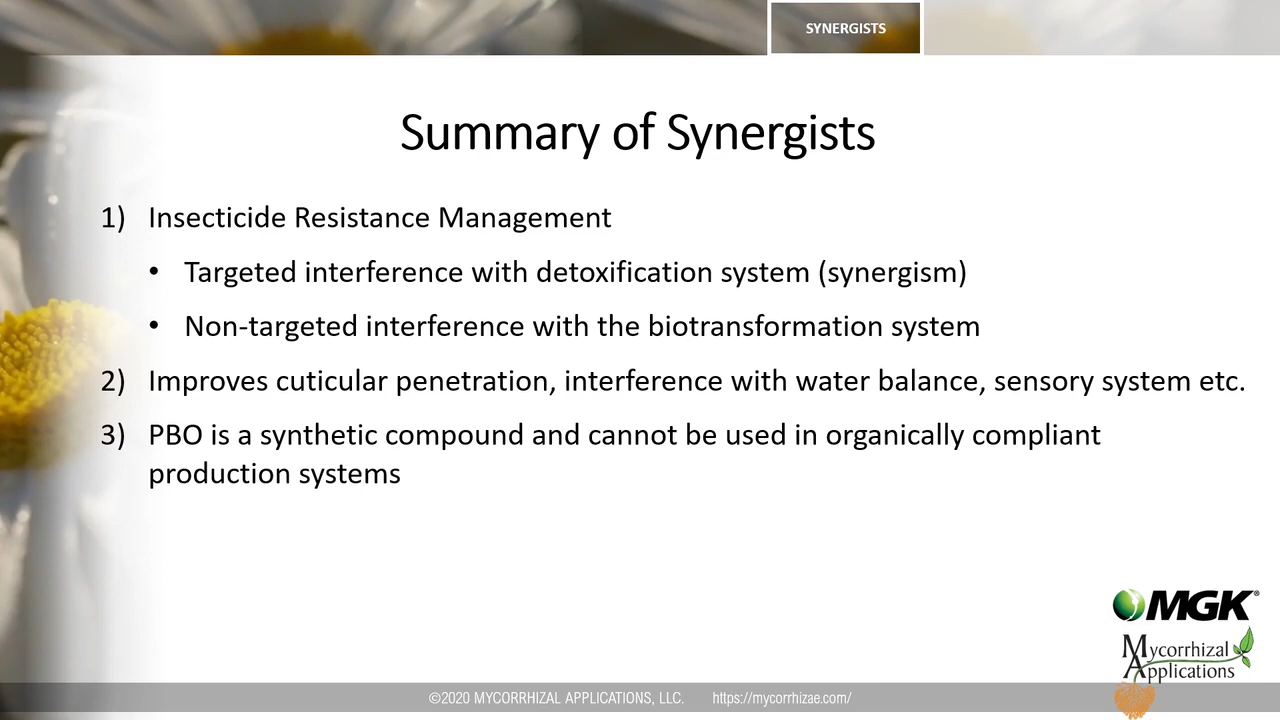 SYNERGISTS
Summary of Synergists
1) Insecticide Resistance Management
• Targeted interference with detoxification system (synergism)
• Non-targeted interference with the biotransformation system
2) Improves cuticular penetration, interference with water balance, sensory system etc.
3) PBO is a synthetic compound and cannot be used in organically compliant
production systems
MGK®
Mycorrhizal
Applications
©2020 MYCORRHIZAL APPLICATIONS, LLC. https://mycorrhizae.com/